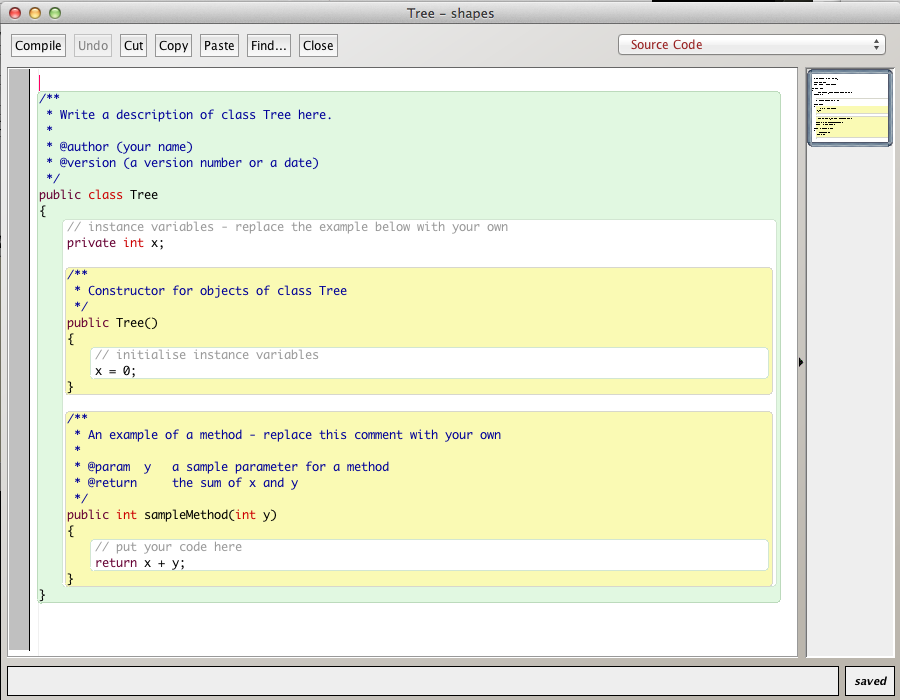 Tree - shapes
Compile Undo Cut Copy Paste Find... Close Source Code
/**
 * Write a description of class Tree here.
 *
 * @author (your name)
 * @version (a version number or a date)
 */
public class Tree
{
    // instance variables - replace the example below with your own
    private int x;

    /**
     * Constructor for objects of class Tree
     */
    public Tree()
    {
        // initialise instance variables
        x = 0;
    }

    /**
     * An example of a method - replace this comment with your own
     *
     * @param  y   a sample parameter for a method
     * @return     the sum of x and y
     */
    public int sampleMethod(int y)
    {
        // put your code here
        return x + y;
    }
}
saved